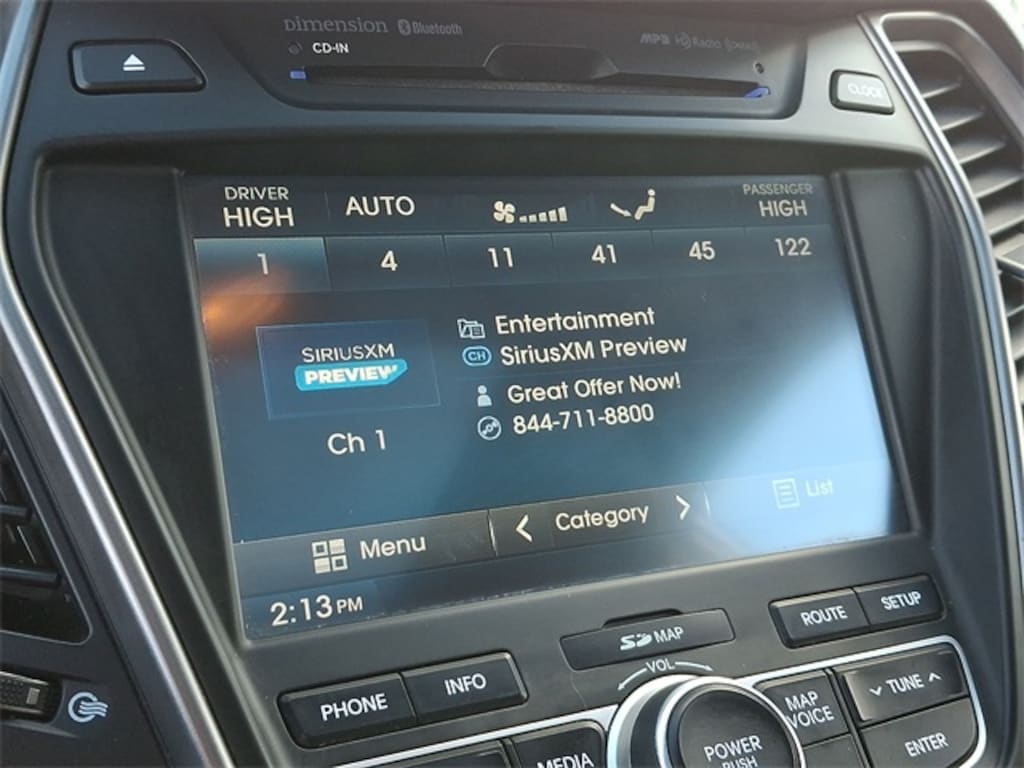 Dimension Bluetooth
CD-IN
MP3 HD Radio
CLOCK
DRIVER
HIGH
AUTO
PASSENGER
HIGH
1 4 11 41 45 122
SIRIUSXM
PREVIEW
Ch 1
Entertainment
CH SiriusXM Preview
Great Offer Now!
844-711-8800
Menu
< Category >
List
2:13 PM
SD MAP
ROUTE
SETUP
PHONE
INFO
VOL
MEDIA
POWER
PUSH
MAP
VOICE
TUNE
ENTER